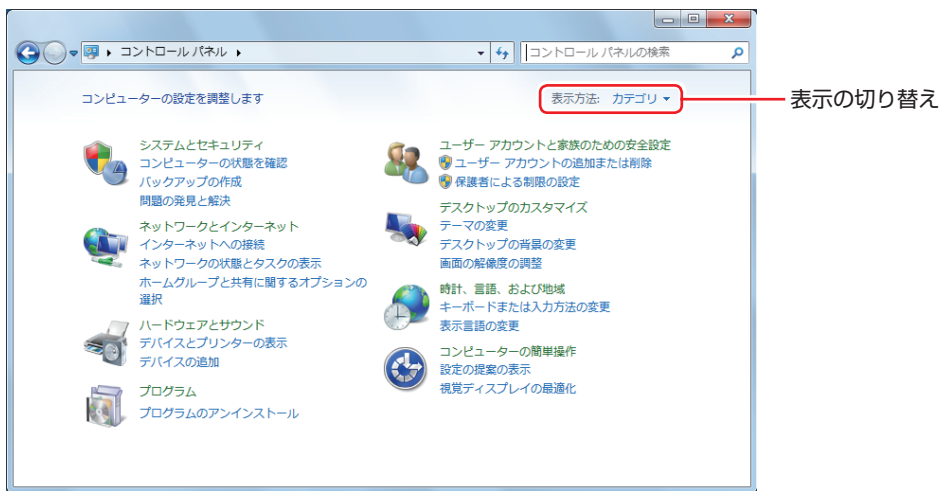 コントロール パネル
コントロール パネルの検索
コンピューターの設定を調整します
表示方法: カテゴリ
表示の切り替え
システムとセキュリティ
コンピューターの状態を確認
バックアップの作成
問題の発見と解決
ネットワークとインターネット
インターネットへの接続
ネットワークの状態とタスクの表示
ホームグループと共有に関するオプションの
選択
ハードウェアとサウンド
デバイスとプリンターの表示
デバイスの追加
プログラム
プログラムのアンインストール
ユーザー アカウントと家族のための安全設定
ユーザー アカウントの追加または削除
保護者による制限の設定
デスクトップのカスタマイズ
テーマの変更
デスクトップの背景の変更
画面の解像度の調整
時計、言語、および地域
キーボードまたは入力方法の変更
表示言語の変更
コンピューターの簡単操作
設定の提案の表示
視覚ディスプレイの最適化